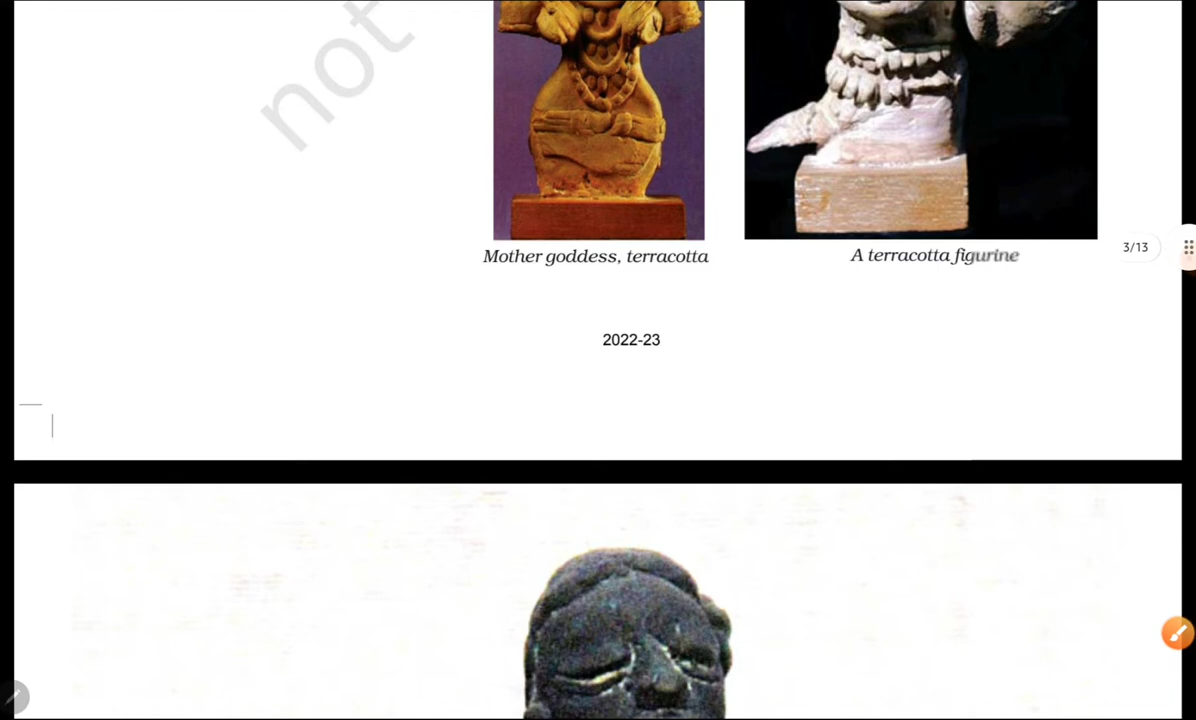 not
Mother goddess, terracotta
A terracotta figurine
3/13
2022-23